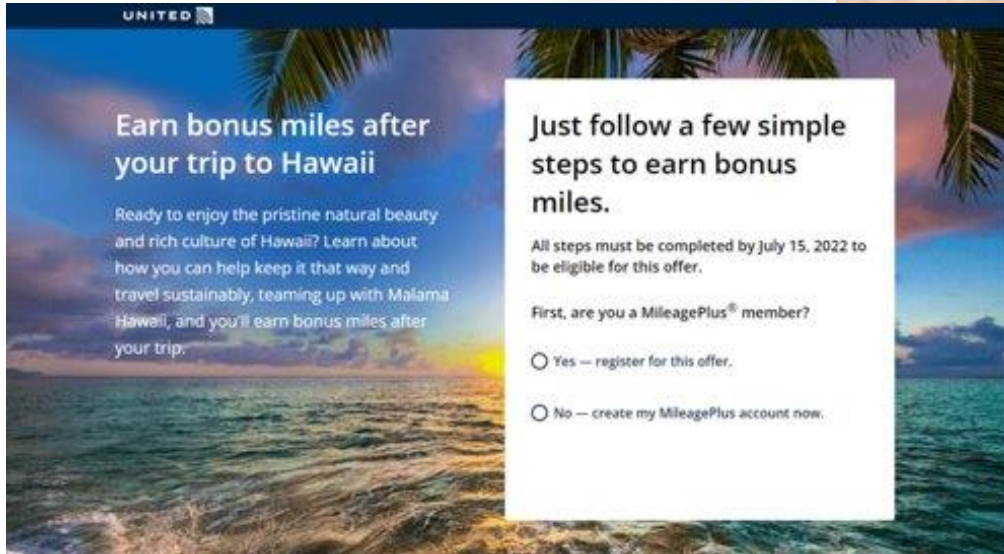 UNITED
Earn bonus miles after
your trip to Hawaii
Ready to enjoy the pristine natural beauty
and rich culture of Hawaii? Learn about
how you can help keep it that way and
travel sustainably, teaming up with Malama
Hawaii, and you'll earn bonus miles after
your trip.
Just follow a few simple
steps to earn bonus
miles.
All steps must be completed by July 15, 2022 to
be eligible for this offer.
First, are you a MileagePlus® member?
Yes — register for this offer.
No — create my MileagePlus account now.